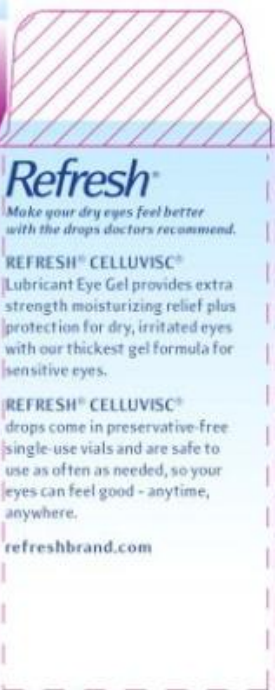 Refresh®
Make your dry eyes feel better
with the drops doctors recommend.
REFRESH® CELLUVISC®
Lubricant Eye Gel provides extra
strength moisturizing relief plus
protection for dry, irritated eyes
with our thickest gel formula for
sensitive eyes.
REFRESH® CELLUVISC®
drops come in preservative-free
single-use vials and are safe to
use as often as needed, so your
eyes can feel good - anytime,
anywhere.
refreshbrand.com